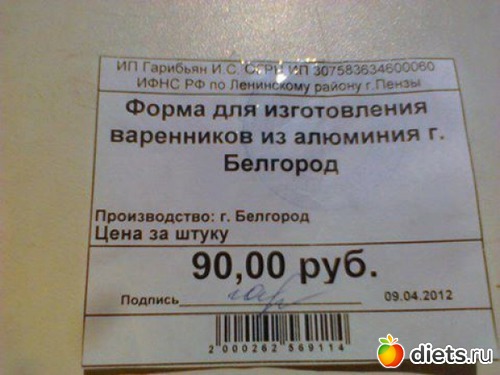 ИП Гарибьян И.С. ОГРН ИП 307583634600060
ИФНС РФ по Ленинскому району г.Пензы
Форма для изготовления
варенников из алюминия г.
Белгород
Производство: г. Белгород
Цена за штуку
90,00 руб.
Подпись 09.04.2012
2 000262 569114
diets.ru